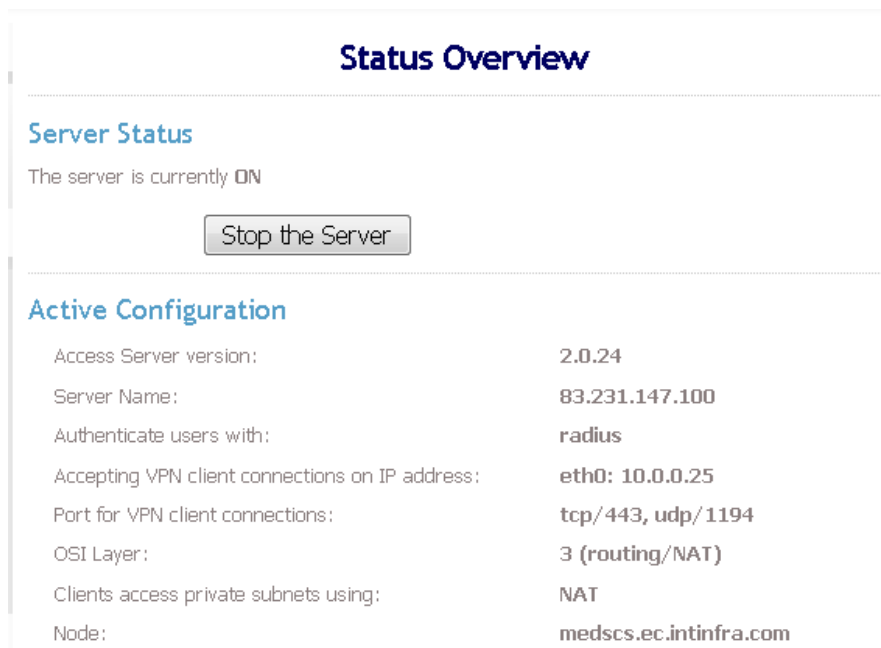 Status Overview
Server Status
The server is currently ON
Stop the Server
Active Configuration
Access Server version: 2.0.24
Server Name: 83.231.147.100
Authenticate users with: radius
Accepting VPN client connections on IP address: eth0: 10.0.0.25
Port for VPN client connections: tcp/443, udp/1194
OSI Layer: 3 (routing/NAT)
Clients access private subnets using: NAT
Node: medscs.ec.intinfra.com